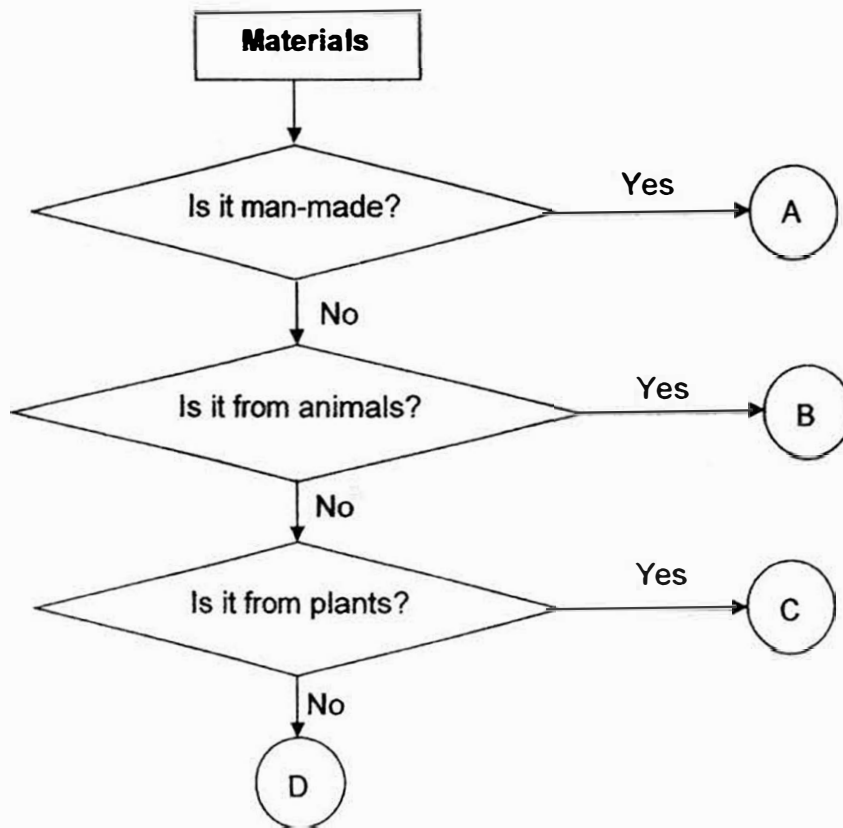 Materials
Is it man-made?
Yes
A
No
Is it from animals?
Yes
B
No
Is it from plants?
Yes
C
No
D